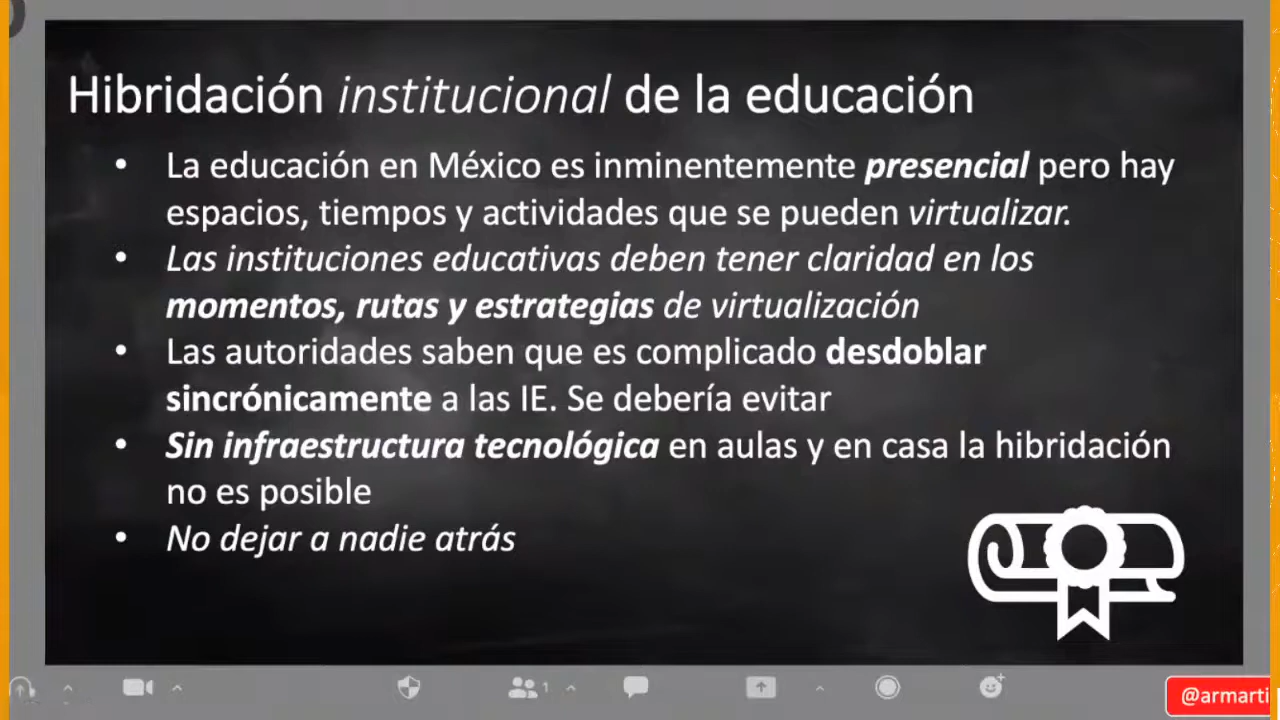 Hibridación institucional de la educación
• La educación en México es inminentemente presencial pero hay
espacios, tiempos y actividades que se pueden virtualizar.
• Las instituciones educativas deben tener claridad en los
momentos, rutas y estrategias de virtualización
• Las autoridades saben que es complicado desdoblar
sincrónicamente a las IE. Se debería evitar
• Sin infraestructura tecnológica en aulas y en casa la hibridación
no es posible
• No dejar a nadie atrás
1
@armarti